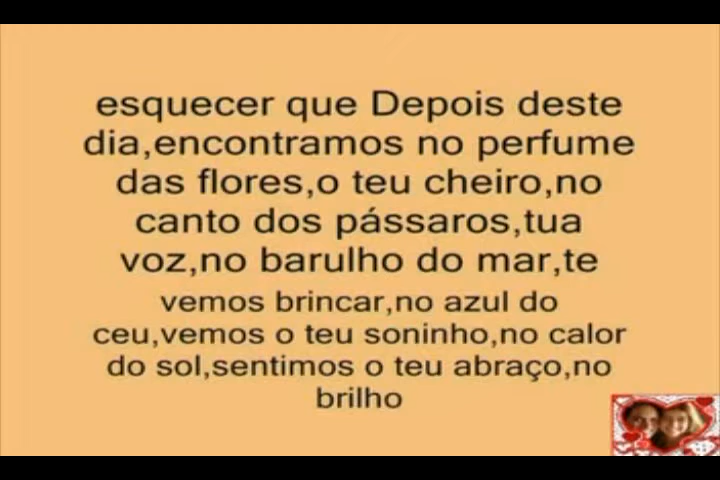 esquecer que Depois deste
dia,encontramos no perfume
das flores,o teu cheiro,no
canto dos pássaros,tua
voz,no barulho do mar,te
vemos brincar,no azul do
ceu,vemos o teu soninho,no calor
do sol,sentimos o teu abraço,no
brilho